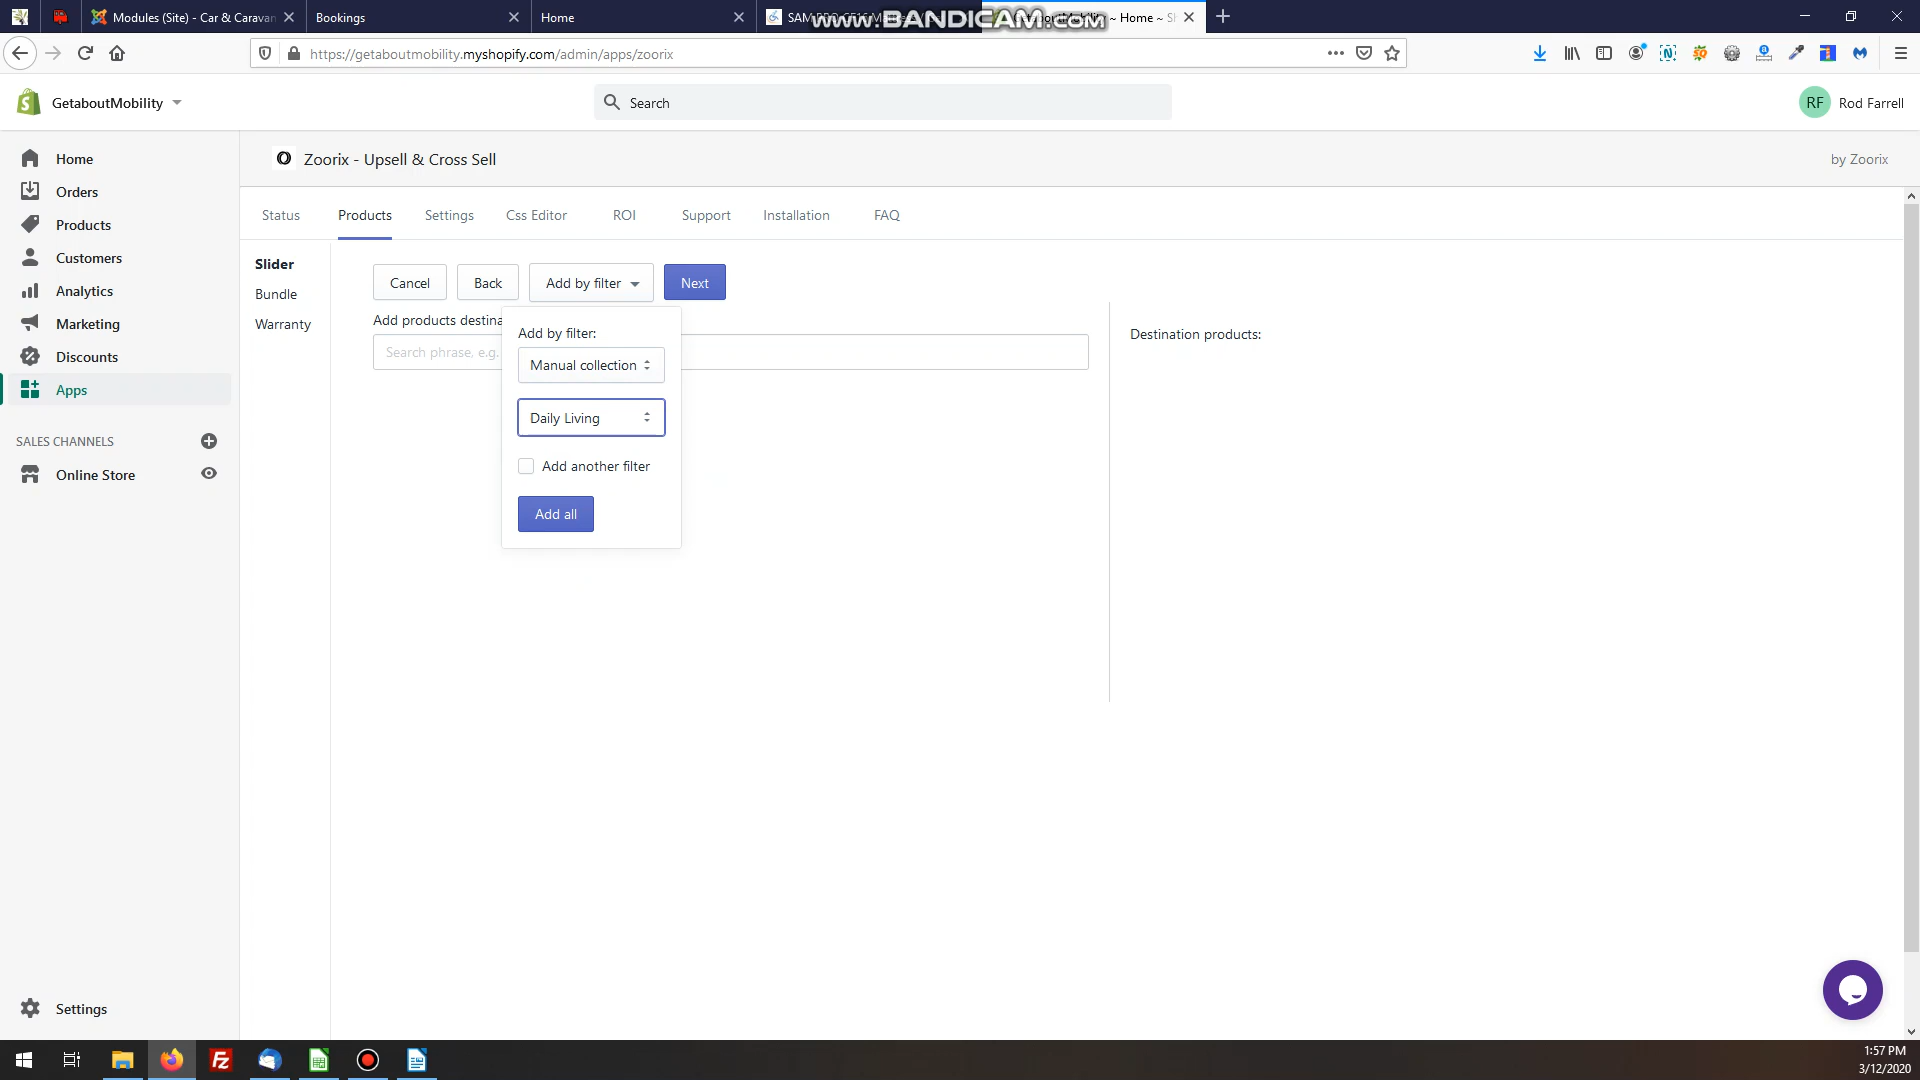 Modules (Site) - Car & Caravan
Bookings
Home
SAM PRO
www.BANDICAM.com
~ Home ~ S
https://getaboutmobility.myshopify.com/admin/apps/zoorix
GetaboutMobility
Search
RF
Rod Farrell
Home
Orders
Products
Customers
Analytics
Marketing
Discounts
Apps
SALES CHANNELS
Online Store
Settings
Zoorix - Upsell & Cross Sell
by Zoorix
Status
Products
Settings
Css Editor
ROI
Support
Installation
FAQ
Slider
Bundle
Warranty
Cancel
Back
Add by filter
Next
Add products destina
Search phrase, e.g.
Destination products:
Add by filter:
Manual collection
Daily Living
Add another filter
Add all
1:57 PM
3/12/2020